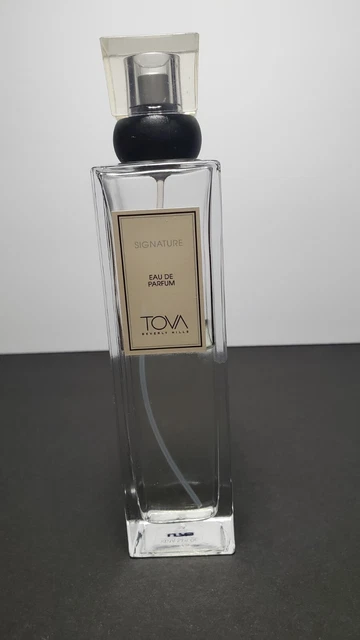 SIGNATURE
EAU DE
PARFUM
TOVA
BEVERLY HILLS